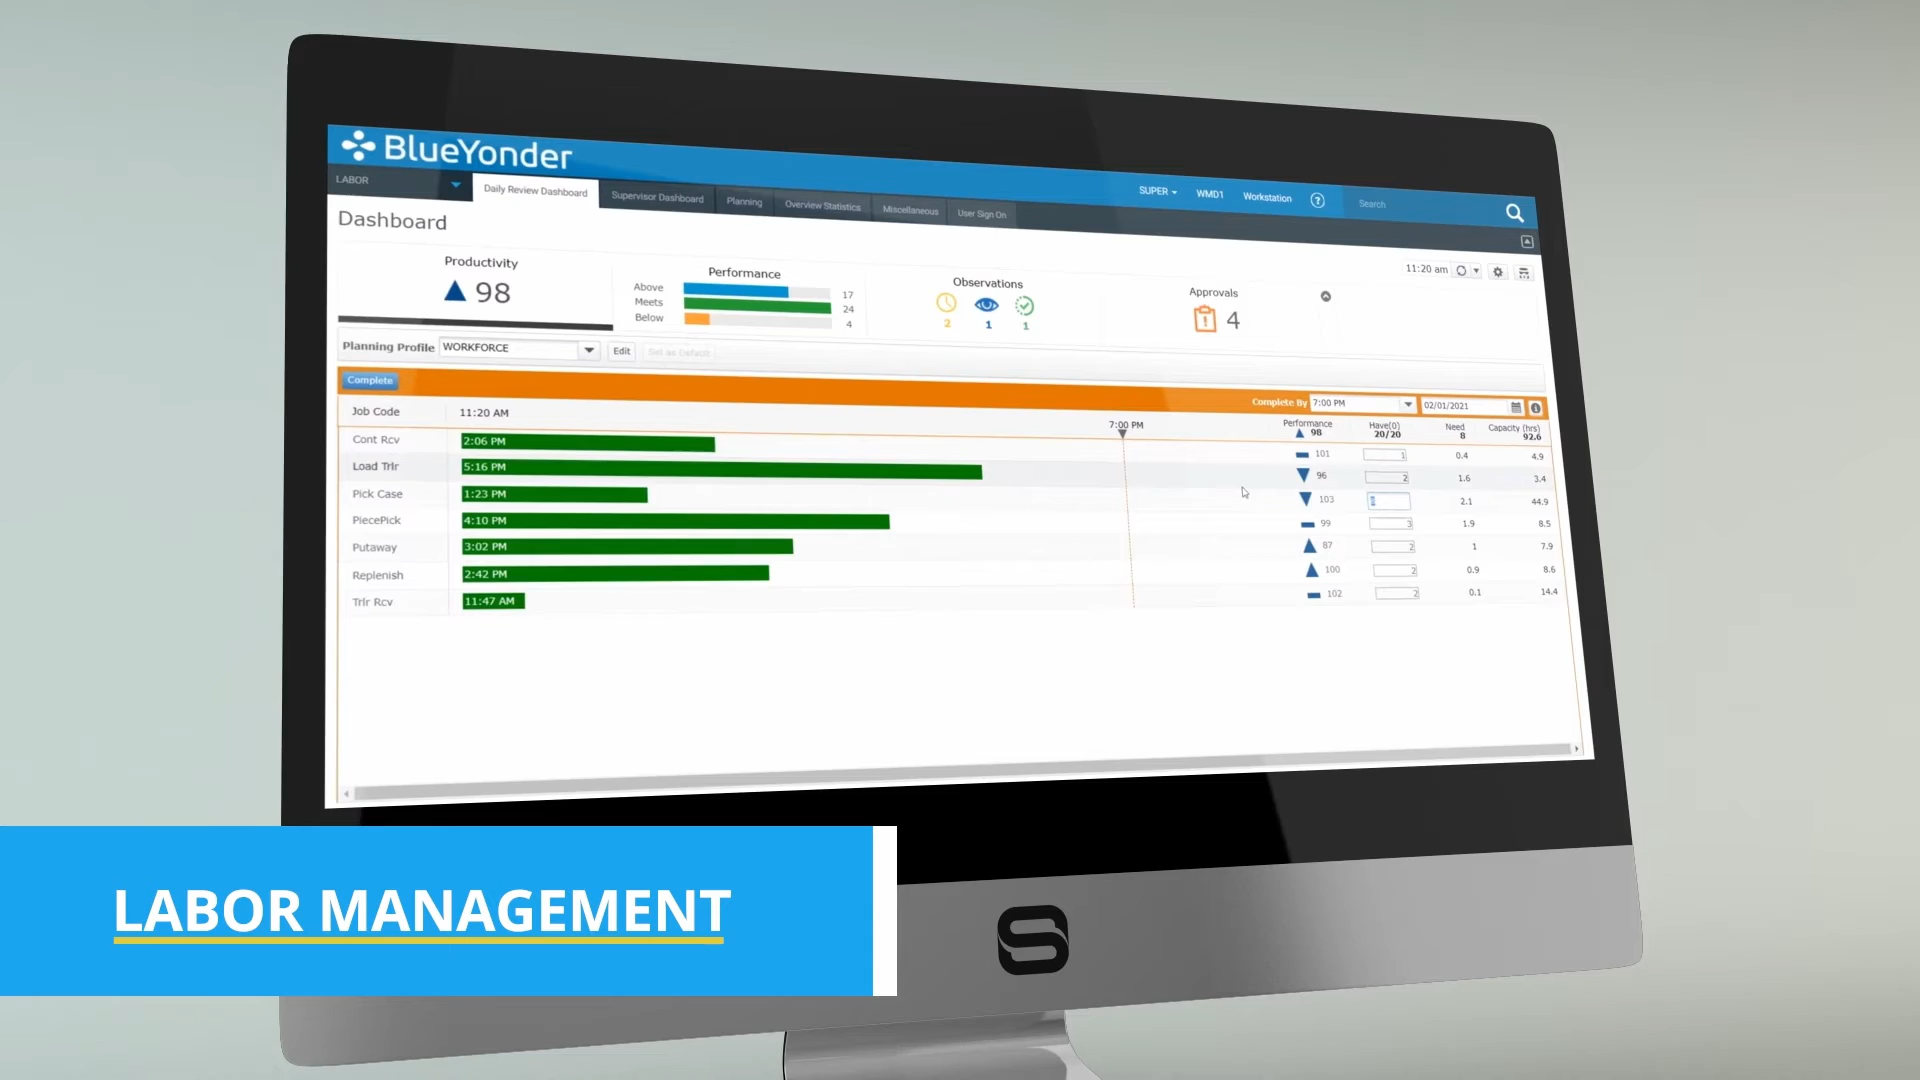 BlueYonder
LABOR
Daily Review Dashboard
Supervisor Dashboard
Planning
Overview Statistics
Miscellaneous
User Sign On
SUPER
WMD1
Workstation
?
Search
Dashboard
11:20 am
Productivity
98
Performance
Above 17
Meets 24
Below 4
Observations
2 1 1
Approvals
4
Planning Profile WORKFORCE Edit Set as Default
Complete
Complete By 7:00 PM 02/01/2021
Job Code 11:20 AM 7:00 PM Performance Have(0) Need Capacity (hrs)
98 20/20 8 92.6
Cont Rcv 2:06 PM 101 1 0.4 4.9
Load Trlr 5:16 PM 96 2 1.6 3.4
Pick Case 1:23 PM 103 2.1 44.9
PiecePick 4:10 PM 99 3 1.9 8.5
Putaway 3:02 PM 87 2 1 7.9
Replenish 2:42 PM 100 2 0.9 8.6
Trlr Rcv 11:47 AM 102 2 0.1 14.4
LABOR MANAGEMENT
S